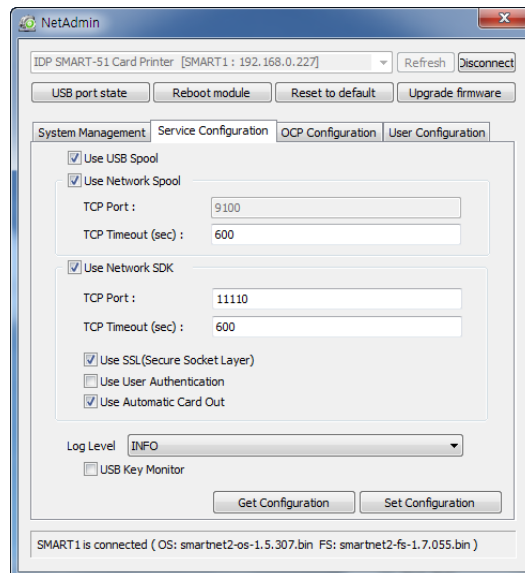 NetAdmin
IDP SMART-51 Card Printer [SMART1 : 192.168.0.227] Refresh Disconnect
USB port state Reboot module Reset to default Upgrade firmware
System Management Service Configuration OCP Configuration User Configuration
Use USB Spool
Use Network Spool
TCP Port : 9100
TCP Timeout (sec) : 600
Use Network SDK
TCP Port : 11110
TCP Timeout (sec) : 600
Use SSL(Secure Socket Layer)
Use User Authentication
Use Automatic Card Out
Log Level INFO
USB Key Monitor
Get Configuration Set Configuration
SMART1 is connected ( OS: smartnet2-os-1.5.307.bin FS: smartnet2-fs-1.7.055.bin )